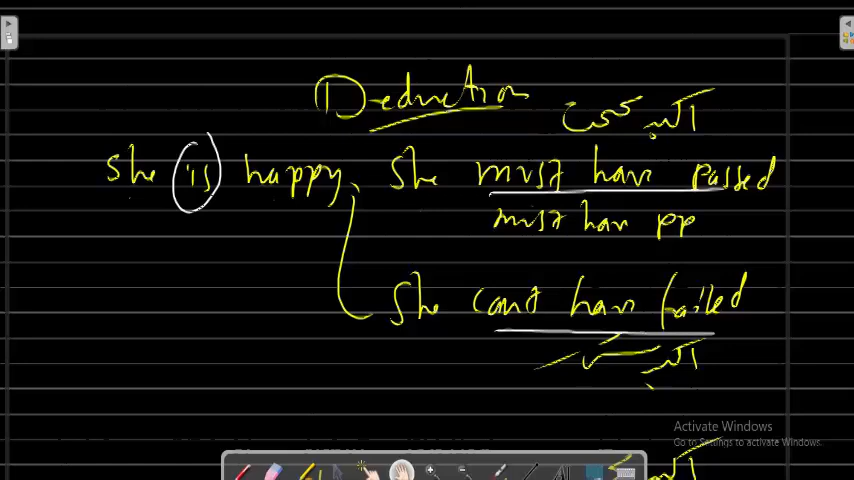 Deduction
She is happy, She must have passed
must have pp
She can't have failed
Activate Windows
Go to Settings to activate Windows.